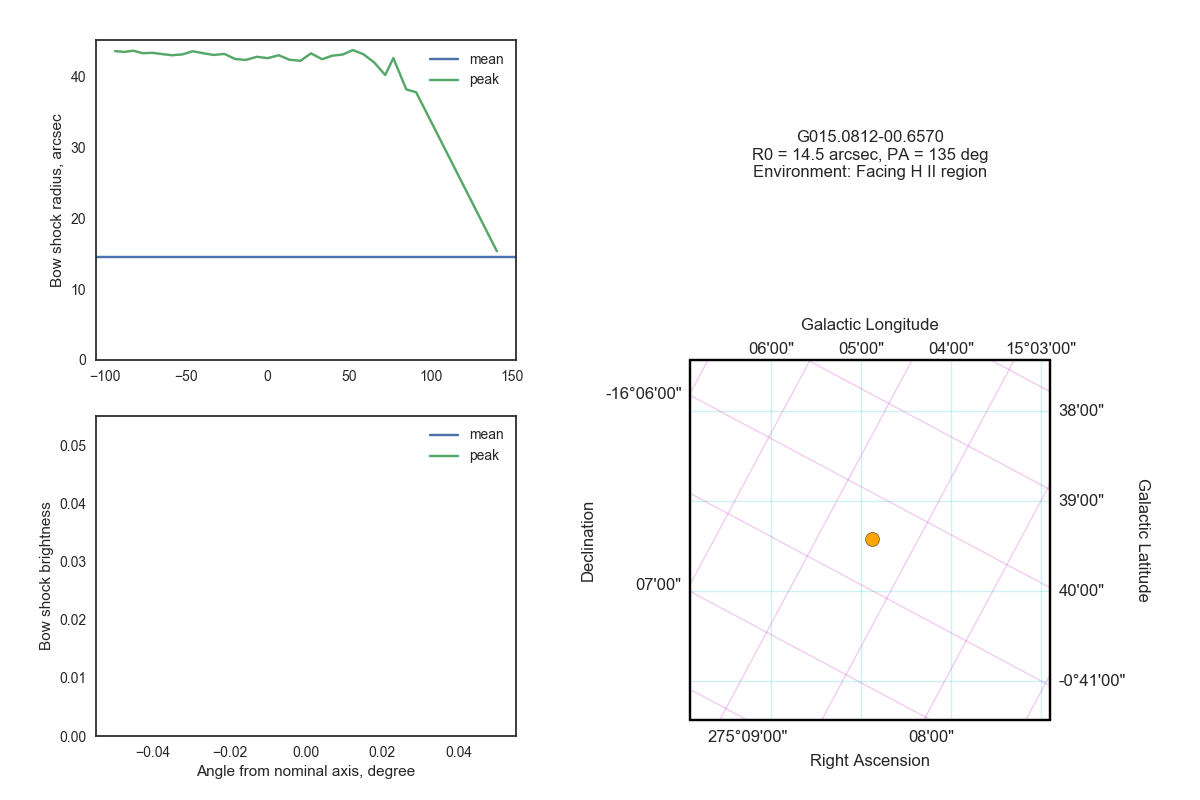 mean
peak
40
30
20
10
0
Bow shock radius, arcsec
−100 −50 0 50 100 150
G015.0812-00.6570
R0 = 14.5 arcsec, PA = 135 deg
Environment: Facing H II region
mean
peak
0.05
0.04
0.03
0.02
0.01
0.00
Bow shock brightness
−0.04 −0.02 0.00 0.02 0.04
Angle from nominal axis, degree
Galactic Longitude
06'00" 05'00" 04'00" 15°03'00"
-16°06'00"
07'00"
Declination
38'00"
39'00"
40'00"
-0°41'00"
Galactic Latitude
275°09'00" 08'00"
Right Ascension